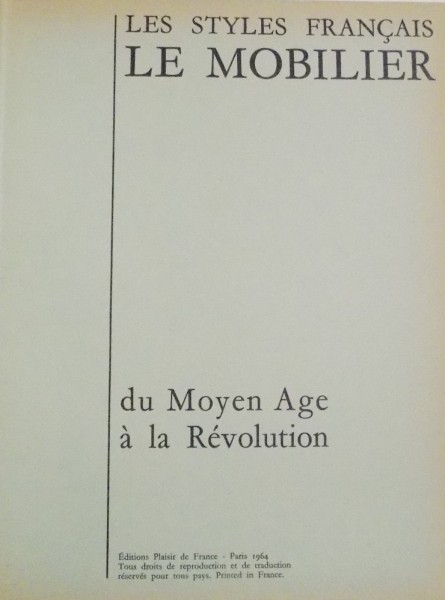 LES STYLES FRANÇAIS
LE MOBILIER
du Moyen Age
à la Révolution
Éditions Plaisir de France - Paris 1964
Tous droits de reproduction et de traduction
réservés pour tous pays. Printed in France.